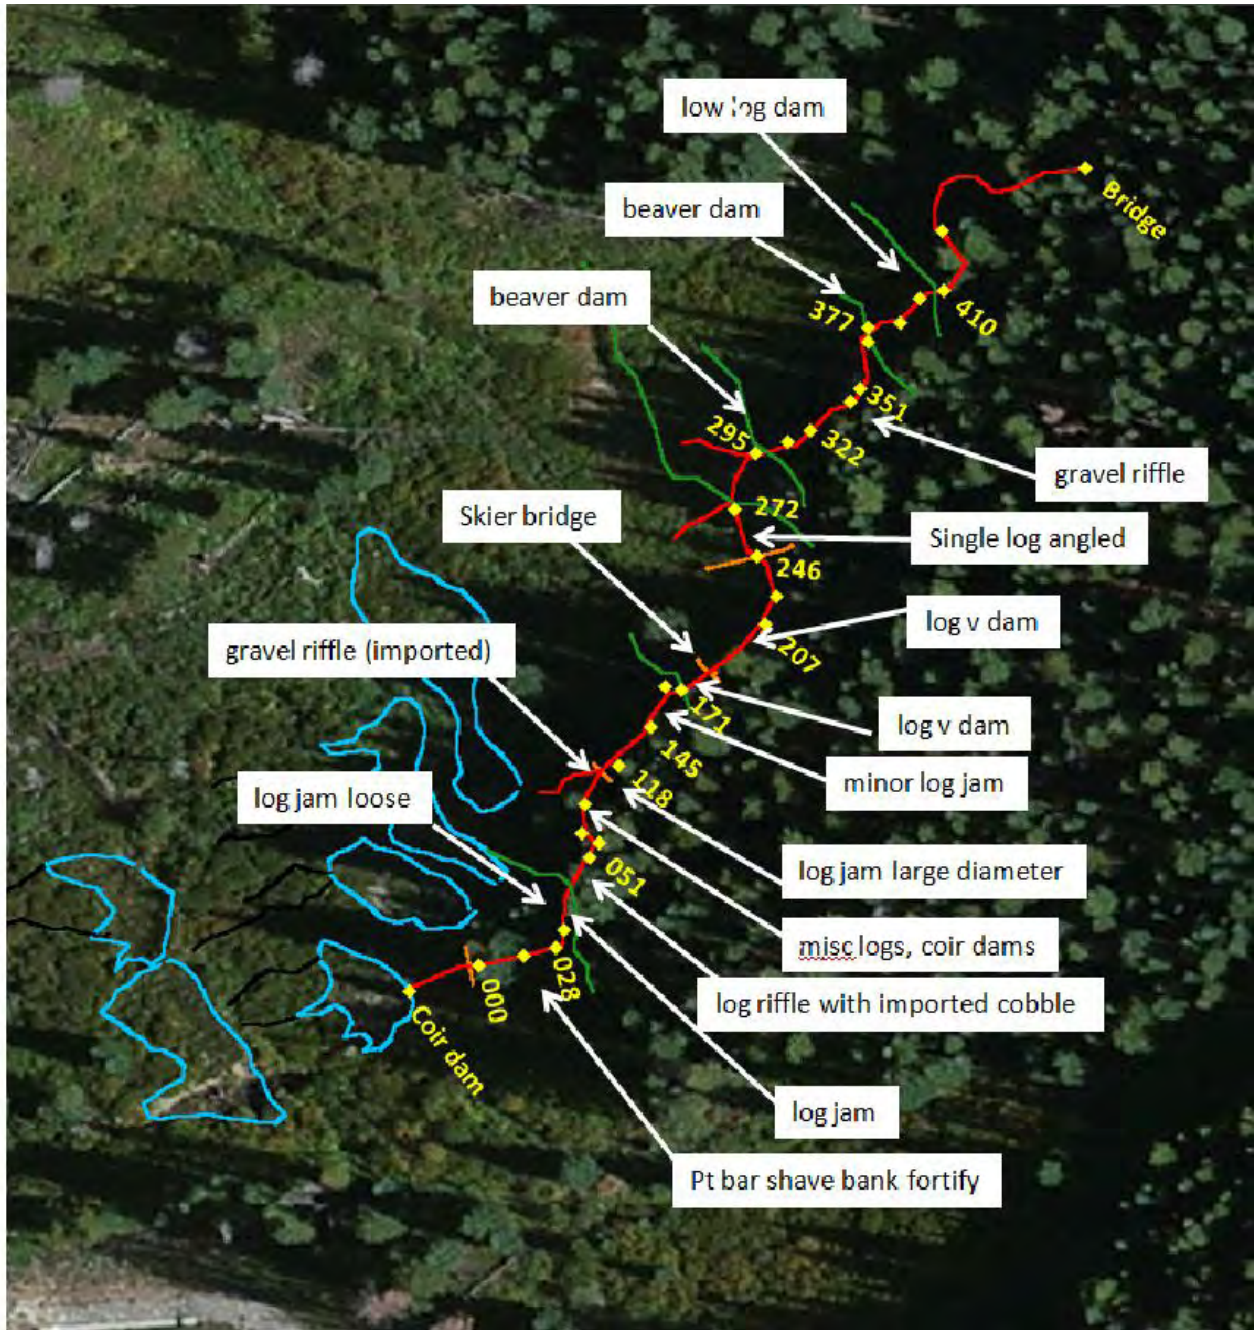 low log dam
Bridge
beaver dam
beaver dam
377
410
351
295
322
gravel riffle
272
Skier bridge
Single log angled
246
log v dam
gravel riffle (imported)
207
171
log v dam
145
minor log jam
118
log jam loose
051
log jam large diameter
misc logs, coir dams
028
000
log riffle with imported cobble
Coir dam
log jam
Pt bar shave bank fortify